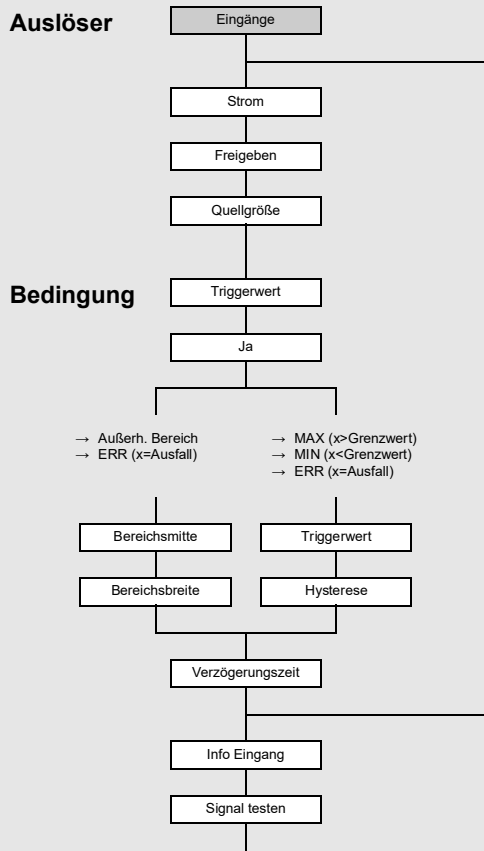 Auslöser
Eingänge
Strom
Freigeben
Quellgröße
Bedingung
Triggerwert
Ja
→ Außerh. Bereich
→ ERR (x=Ausfall)
→ MAX (x>Grenzwert)
→ MIN (x<Grenzwert)
→ ERR (x=Ausfall)
Bereichsmitte
Triggerwert
Bereichsbreite
Hysterese
Verzögerungszeit
Info Eingang
Signal testen